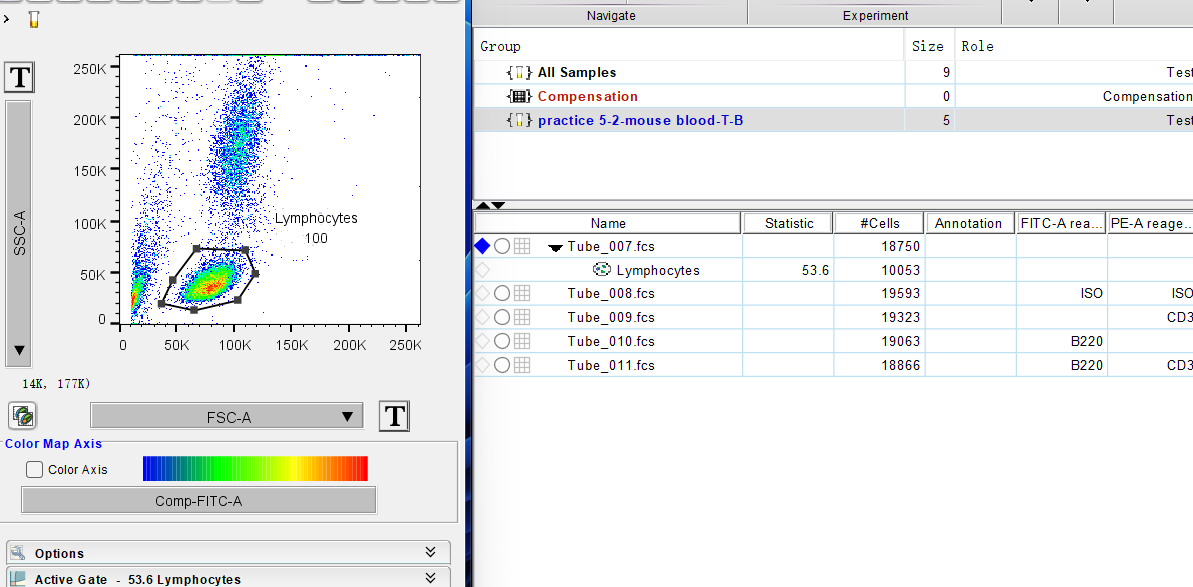 Navigate Experiment
Group Size Role
All Samples 9 Test
Compensation 0 Compensation
practice 5-2-mouse blood-T-B 5 Test
T
SSC-A
250K
200K
150K
100K
50K
0
Lymphocytes
100
0 50K 100K 150K 200K 250K
14K, 177K)
FSC-A T
Color Map Axis
Color Axis
Comp-FITC-A
Options
Active Gate - 53.6 Lymphocytes
Name Statistic #Cells Annotation FITC-A rea... PE-A reage...
Tube_007.fcs 18750
Lymphocytes 53.6 10053
Tube_008.fcs 19593 ISO ISO
Tube_009.fcs 19323 CD3
Tube_010.fcs 19063 B220
Tube_011.fcs 18866 B220 CD3